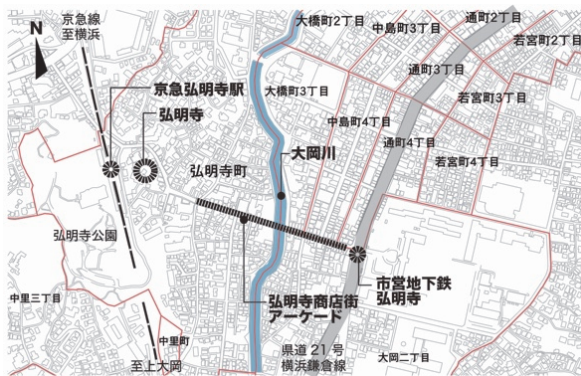 京急線
至横浜
N
大橋町2丁目
中島町3丁目
通町2丁目
若宮町2丁目
通町3丁目
京急弘明寺駅
弘明寺
大橋町3丁目
若宮町3丁目
中島町4丁目
通町4丁目
大岡川
弘明寺町
若宮町4丁目
弘明寺公園
市営地下鉄
弘明寺
弘明寺商店街
アーケード
中里三丁目
中里町
県道21号
横浜鎌倉線
大岡二丁目
至上大岡